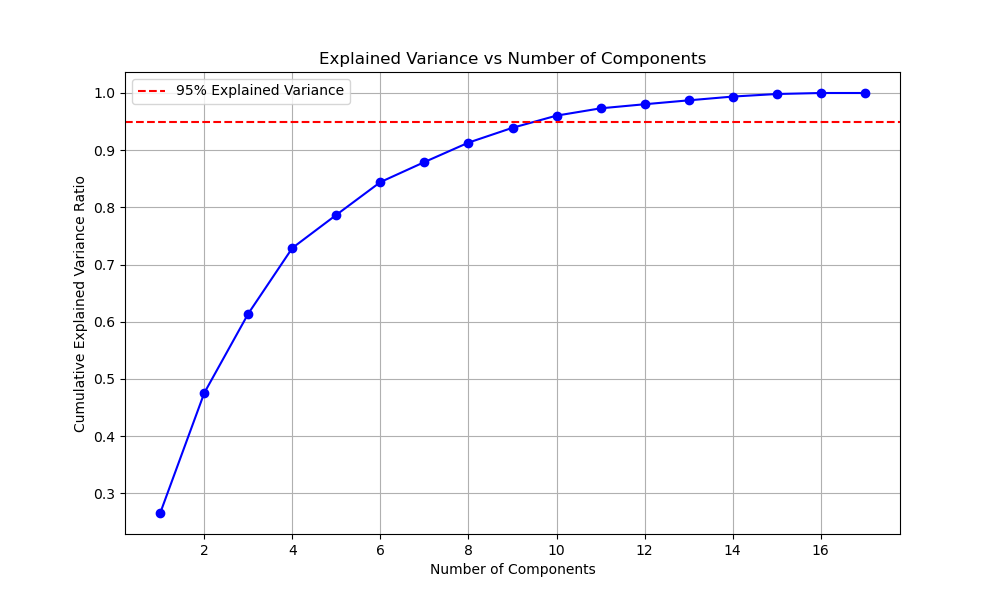 Explained Variance vs Number of Components
95% Explained Variance
Cumulative Explained Variance Ratio
1.0
0.9
0.8
0.7
0.6
0.5
0.4
0.3
2 4 6 8 10 12 14 16
Number of Components